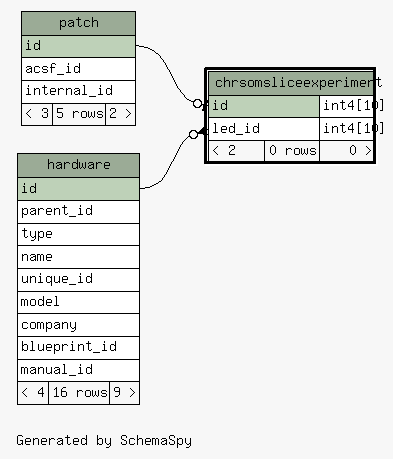 patch
id
acsf_id
internal_id
< 3 5 rows 2 >
chrsomsliceexperiment
id int4[10]
led_id int4[10]
< 2 0 rows 0 >
hardware
id
parent_id
type
name
unique_id
model
company
blueprint_id
manual_id
< 4 16 rows 9 >
Generated by SchemaSpy